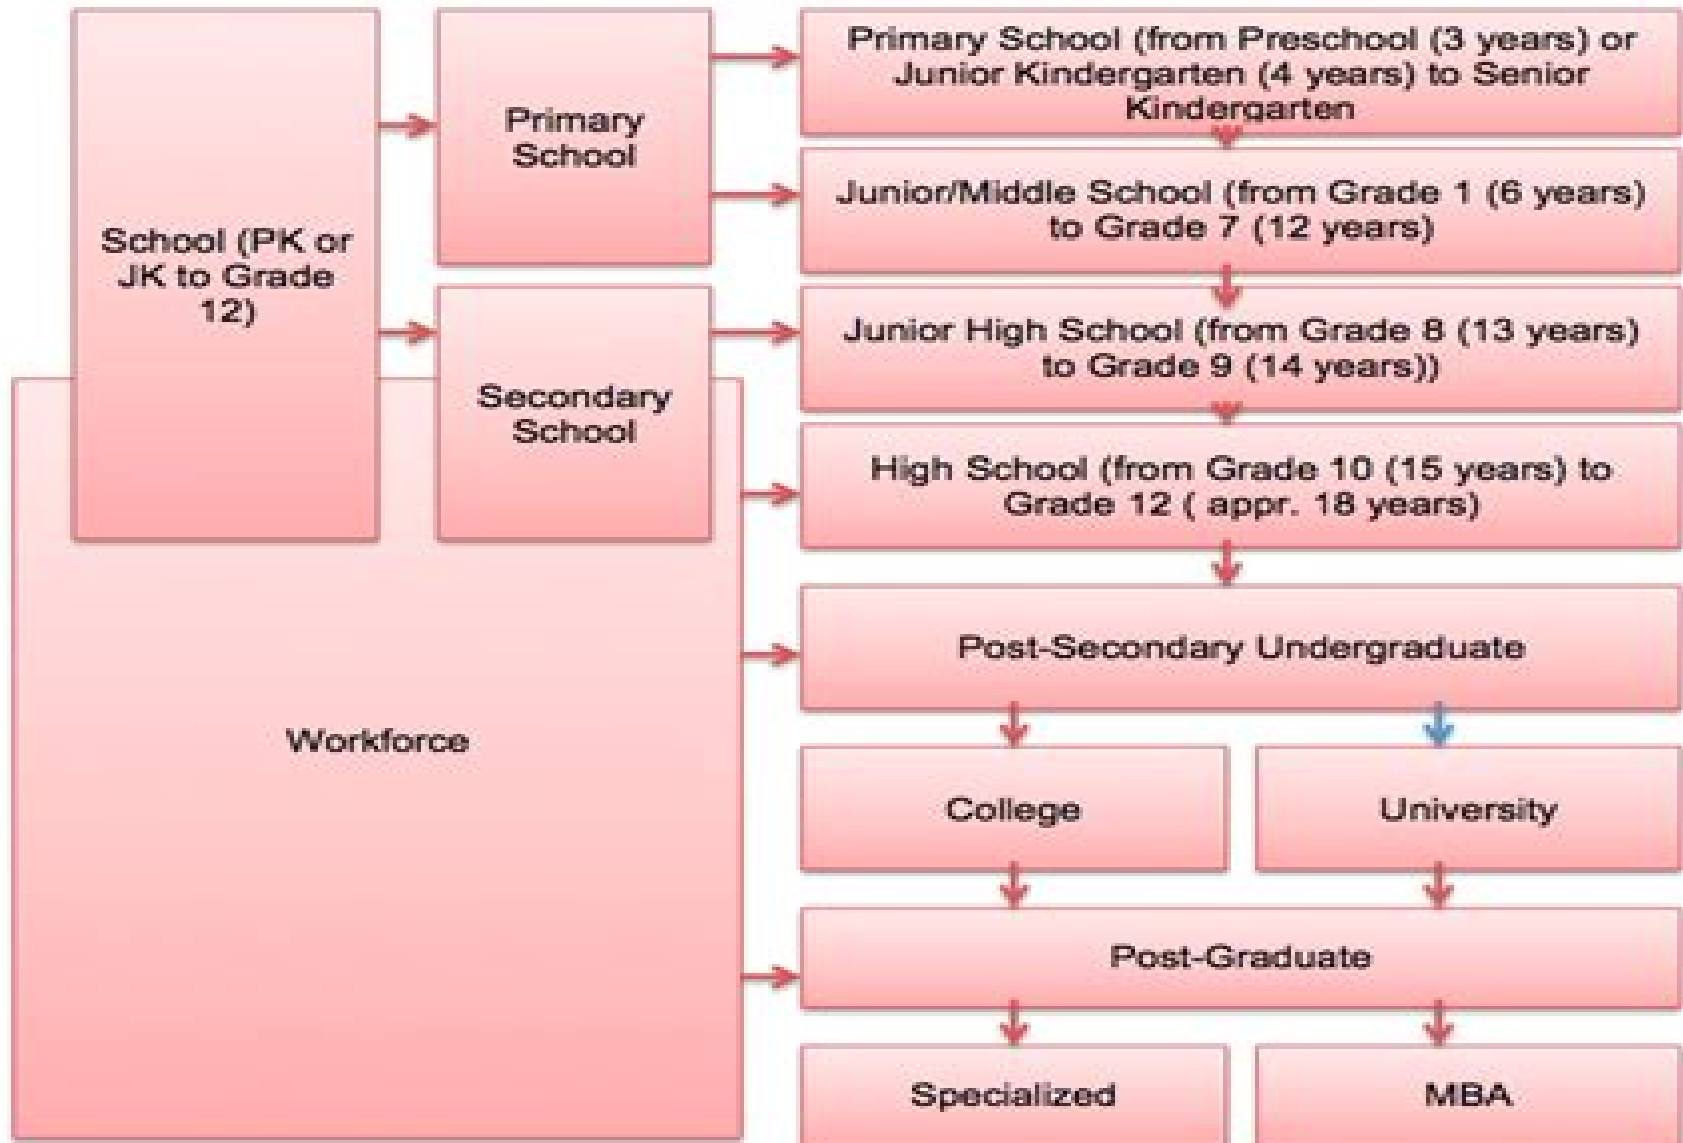 School (PK or
JK to Grade
12)
Primary
School
Secondary
School
Workforce
Primary School (from Preschool (3 years) or
Junior Kindergarten (4 years) to Senior
Kindergarten
Junior/Middle School (from Grade 1 (6 years)
to Grade 7 (12 years)
Junior High School (from Grade 8 (13 years)
to Grade 9 (14 years))
High School (from Grade 10 (15 years) to
Grade 12 ( appr. 18 years)
Post-Secondary Undergraduate
College
University
Post-Graduate
Specialized
MBA